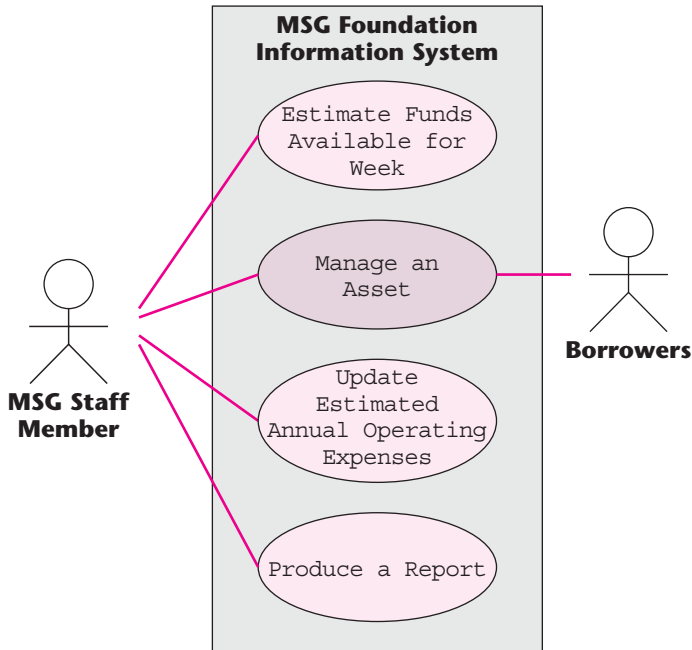 MSG Foundation
Information System
Estimate Funds
Available for
Week
Manage an
Asset
Borrowers
MSG Staff
Member
Update
Estimated
Annual Operating
Expenses
Produce a Report